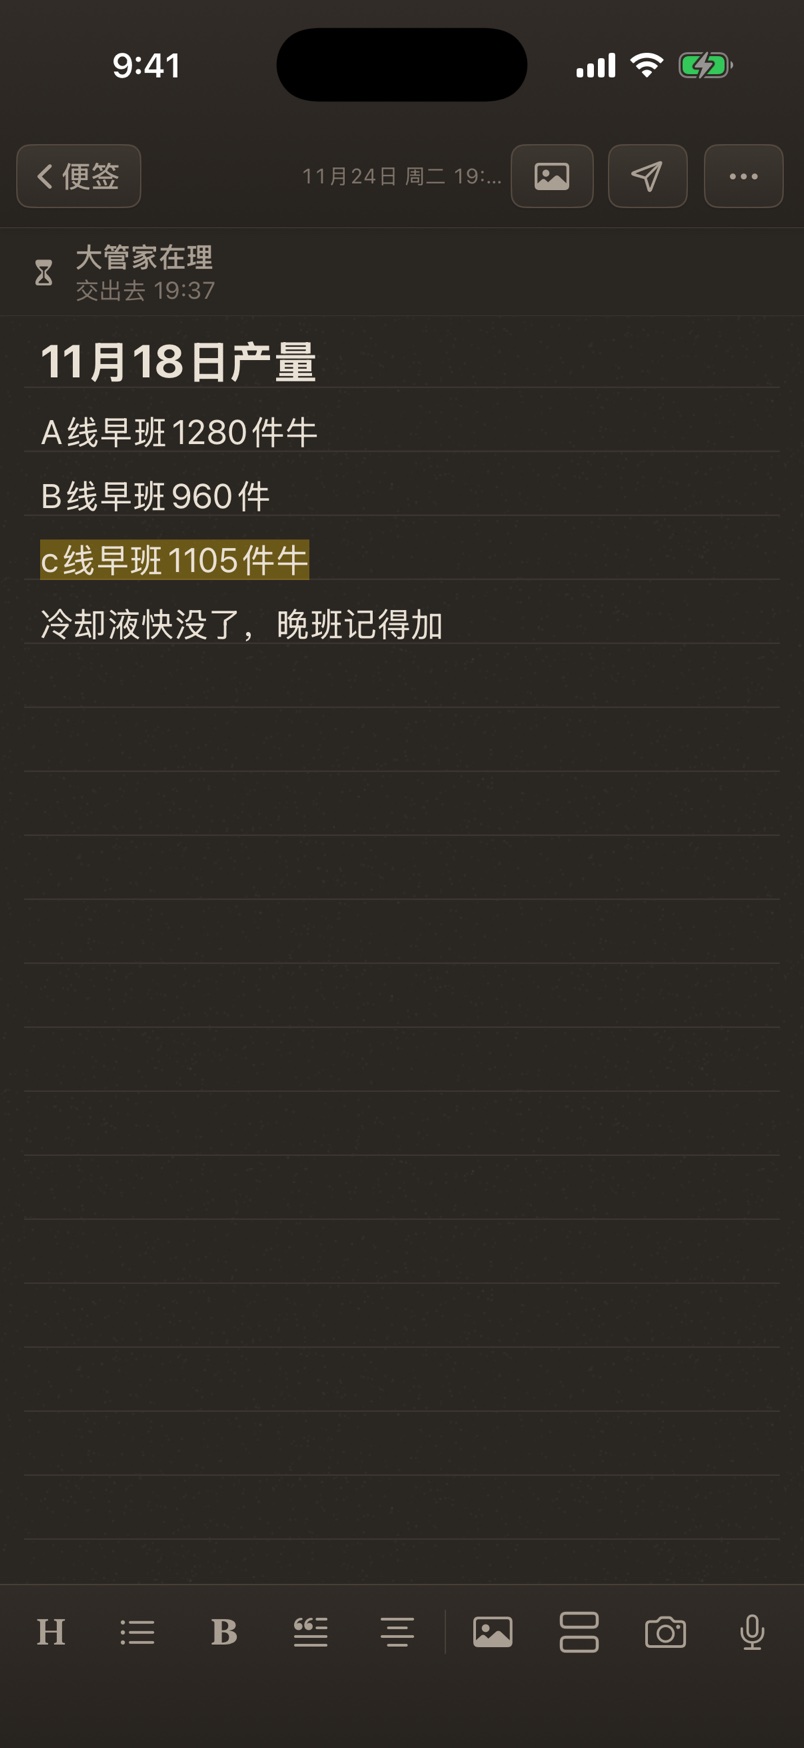 9:41
便签
11月24日 周二 19:...
大管家在理
交出去 19:37
11月18日产量
A线早班1280件牛
B线早班960件
c线早班1105件牛
冷却液快没了，晚班记得加
H
B